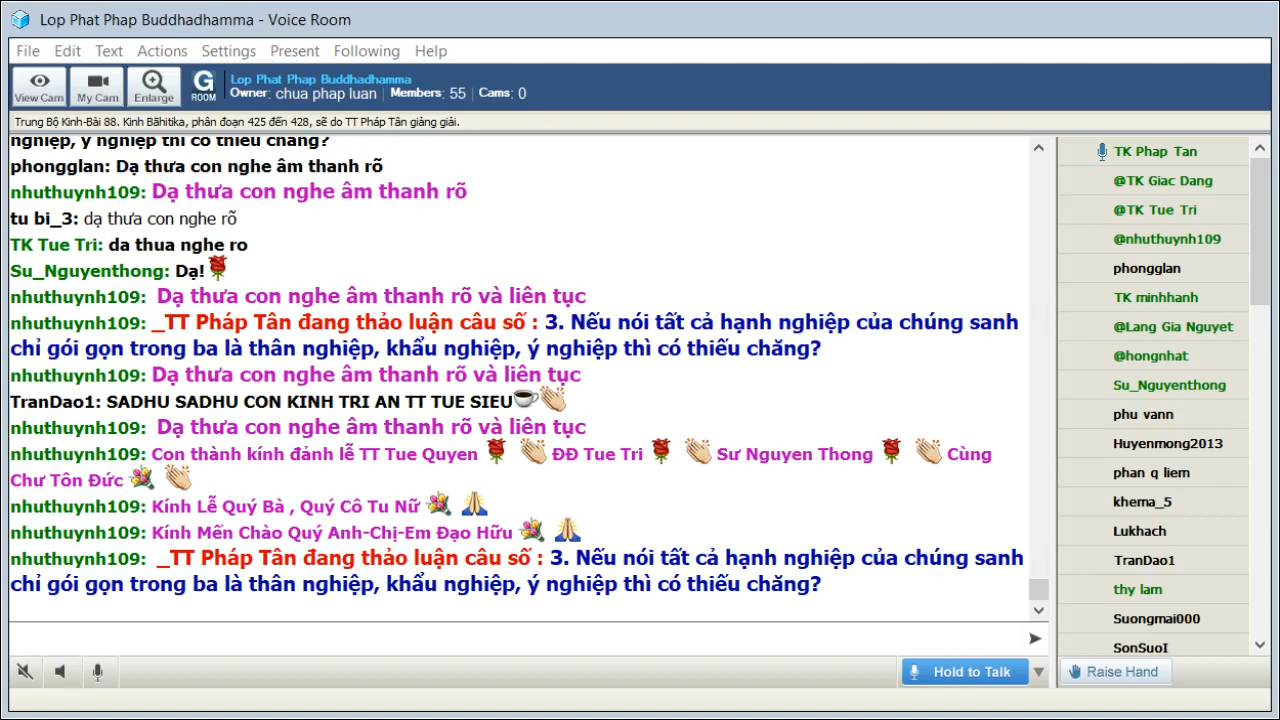 Lop Phat Phap Buddhadhamma - Voice Room
File Edit Text Actions Settings Present Following Help
View Cam My Cam Enlarge G ROOM
Lop Phat Phap Buddhadhamma
Owner: chua phap luan | Members: 55 | Cams: 0
Trung Bộ Kinh-Bài 88. Kinh Bāhitika, phân đoạn 425 đến 428, sẽ do TT Pháp Tân giảng giải.
nghiệp, ý nghiệp thì có thiếu chăng?
phongglan: Dạ thưa con nghe âm thanh rõ
nhuthuynh109: Dạ thưa con nghe âm thanh rõ
tu bi_3: dạ thưa con nghe rõ
TK Tue Tri: da thua nghe ro
Su_Nguyenthong: Dạ!
nhuthuynh109: Dạ thưa con nghe âm thanh rõ và liên tục
nhuthuynh109: _TT Pháp Tân đang thảo luận câu số : 3. Nếu nói tất cả hạnh nghiệp của chúng sanh
chỉ gói gọn trong ba là thân nghiệp, khẩu nghiệp, ý nghiệp thì có thiếu chăng?
nhuthuynh109: Dạ thưa con nghe âm thanh rõ và liên tục
TranDao1: SADHU SADHU CON KINH TRI AN TT TUE SIEU
nhuthuynh109: Dạ thưa con nghe âm thanh rõ và liên tục
nhuthuynh109: Con thành kính đảnh lễ TT Tue Quyen ĐĐ Tue Tri Sư Nguyen Thong Cùng
Chư Tôn Đức
nhuthuynh109: Kính Lễ Quý Bà , Quý Cô Tu Nữ
nhuthuynh109: Kính Mến Chào Quý Anh-Chị-Em Đạo Hữu
nhuthuynh109: _TT Pháp Tân đang thảo luận câu số : 3. Nếu nói tất cả hạnh nghiệp của chúng sanh
chỉ gói gọn trong ba là thân nghiệp, khẩu nghiệp, ý nghiệp thì có thiếu chăng?
Hold to Talk
TK Phap Tan
@TK Giac Dang
@TK Tue Tri
@nhuthuynh109
phongglan
TK minhhanh
@Lang Gia Nguyet
@hongnhat
Su_Nguyenthong
phu vann
Huyenmong2013
phan q liem
khema_5
Lukhach
TranDao1
thy lam
Suongmai000
SonSuoI
Raise Hand